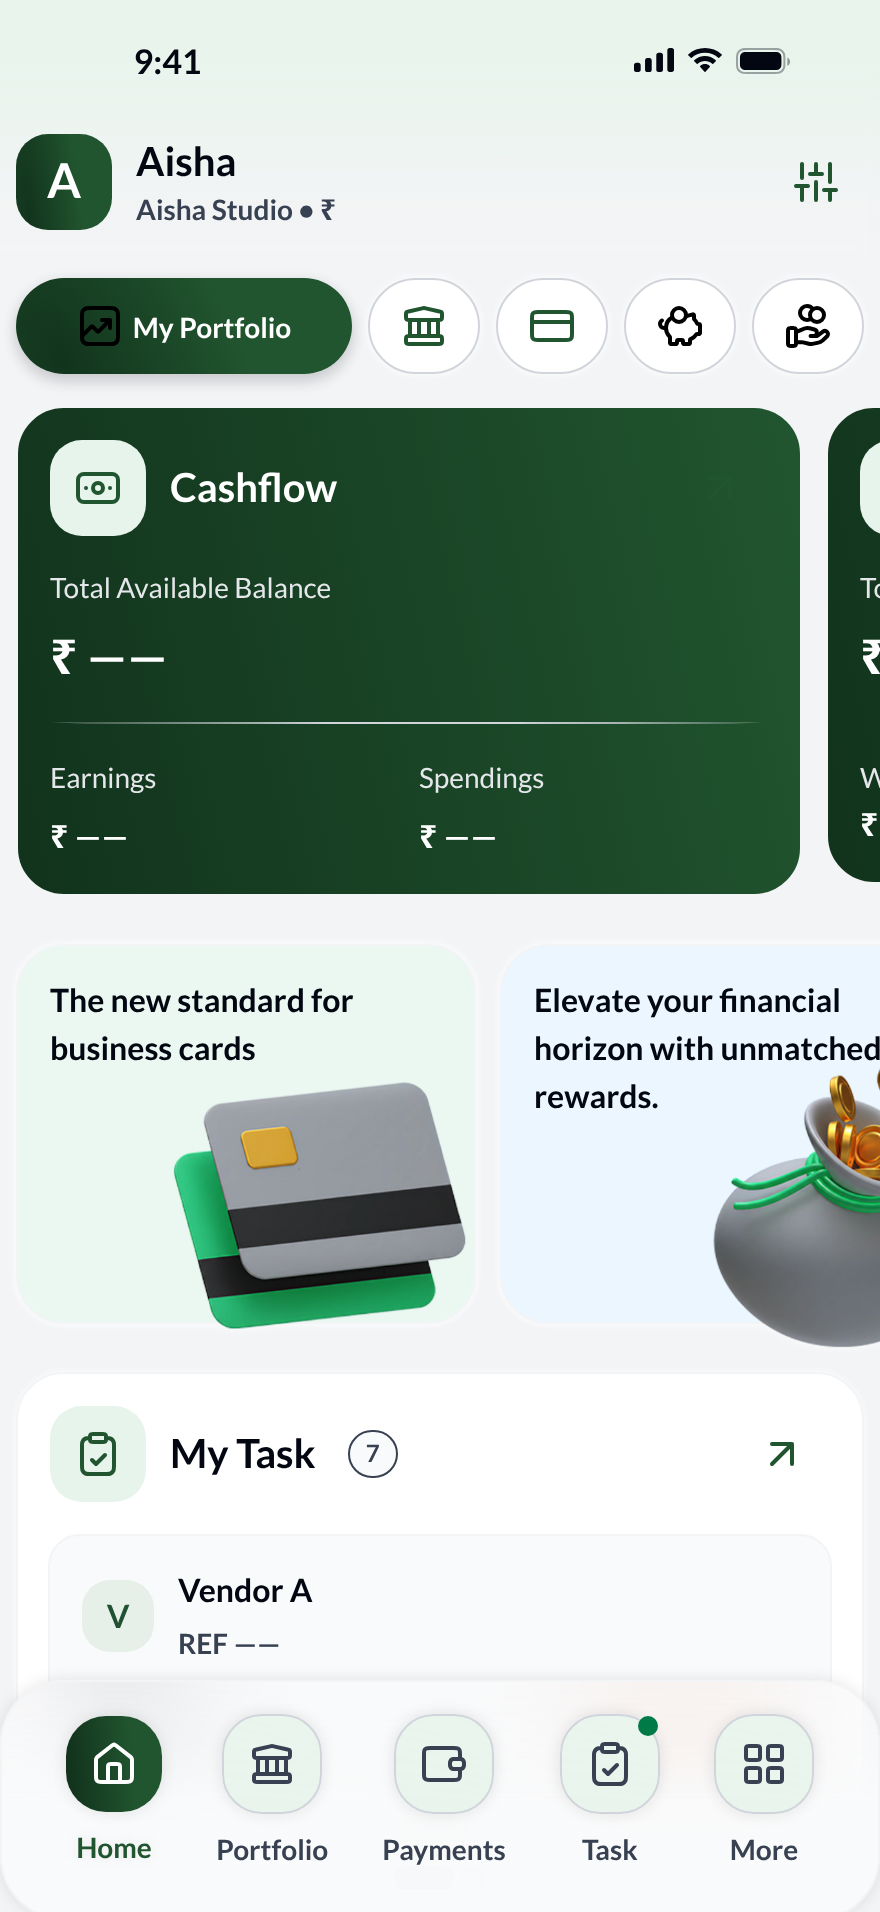 9:41
A
Aisha
Aisha Studio • ₹
My Portfolio
Cashflow
Total Available Balance
₹ ——
Earnings
Spendings
₹ ——
₹ ——
To
₹
W
₹
The new standard for
business cards
Elevate your financial
horizon with unmatched
rewards.
My Task
7
V
Vendor A
REF ——
Home
Portfolio
Payments
Task
More